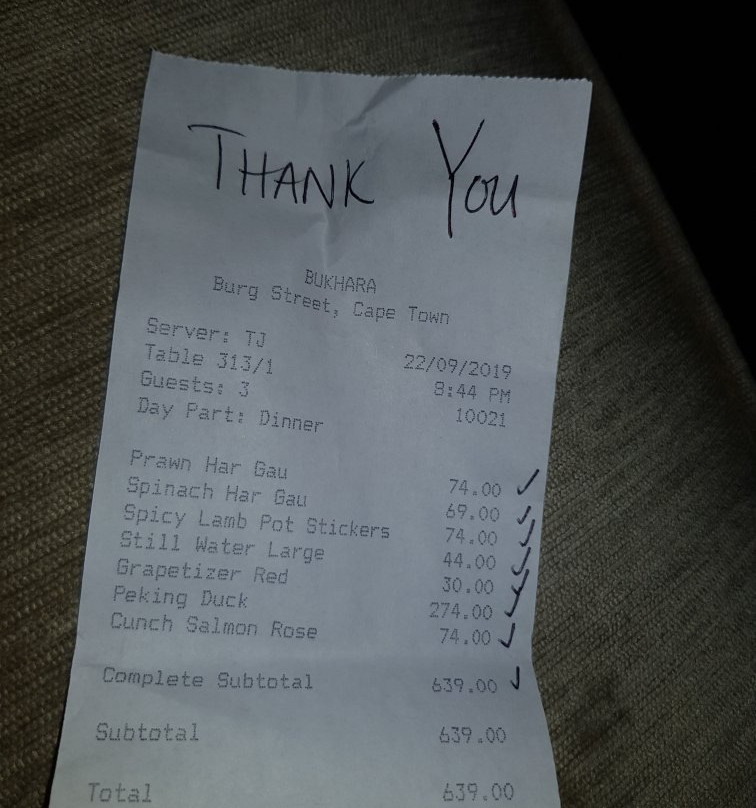 THANK YOU
BUKHARA
Burg Street, Cape Town
Server: TJ
Table 313/1 22/09/2019
Guests: 3 8:44 PM
Day Part: Dinner 10021
Prawn Har Gau 74.00 ✓
Spinach Har Gau 69.00 ✓
Spicy Lamb Pot Stickers 74.00 ✓
Still Water Large 44.00 ✓
Grapetizer Red 30.00 ✓
Peking Duck 274.00 ✓
Cunch Salmon Rose 74.00 ✓
Complete Subtotal 639.00 ✓
Subtotal 639.00
Total 639.00